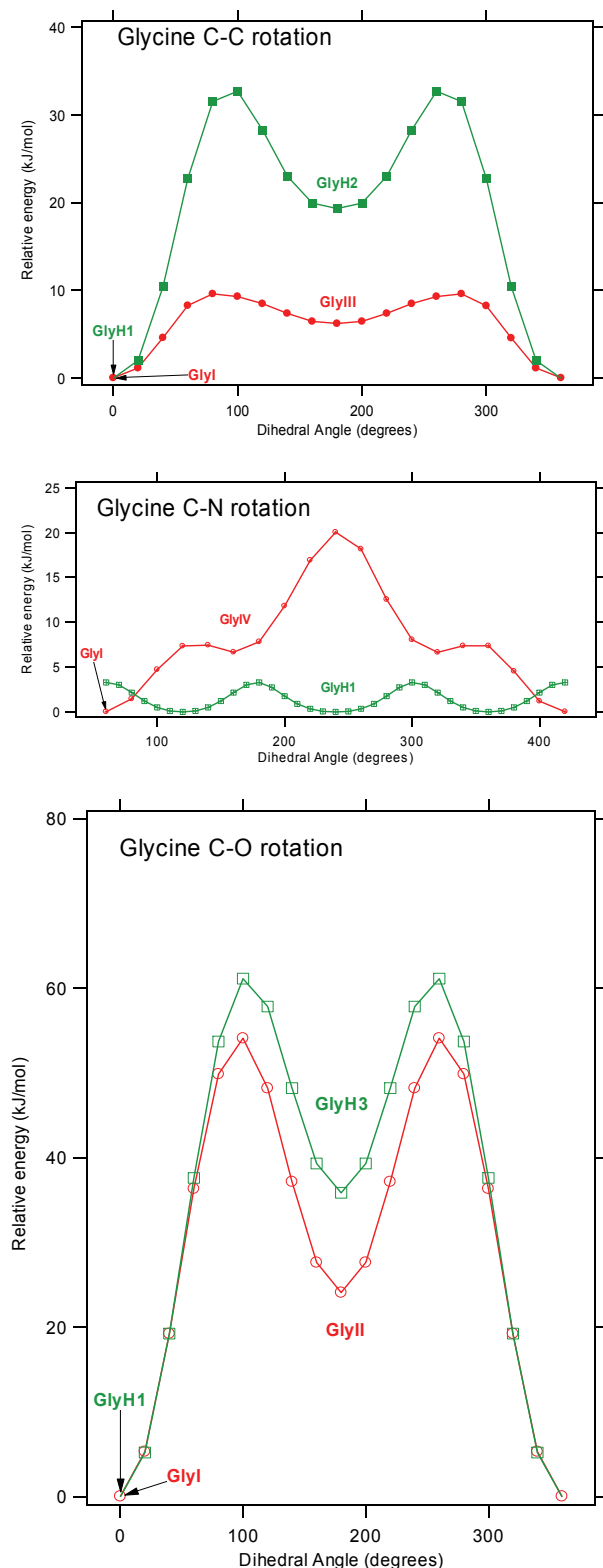 Glycine C-C rotation
40
30
20
10
0
Relative energy (kJ/mol)
GlyH2
GlyIII
GlyH1
GlyI
0 100 200 300
Dihedral Angle (degrees)
Glycine C-N rotation
25
20
15
10
5
0
Relative energy (kJ/mol)
GlyIV
GlyI
GlyH1
100 200 300 400
Dihedral Angle (degrees)
Glycine C-O rotation
80
60
40
20
0
Relative energy (kJ/mol)
GlyH3
GlyII
GlyH1
GlyI
0 100 200 300
Dihedral Angle (degrees)